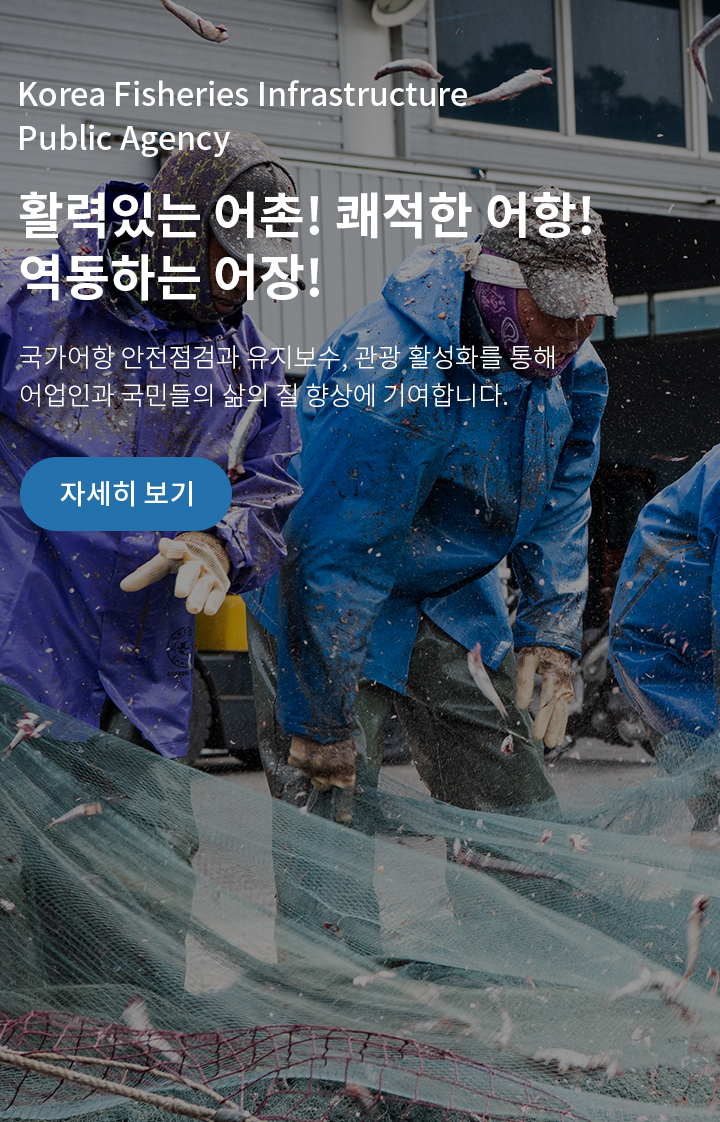 Korea Fisheries Infrastructure
Public Agency
활력있는 어촌! 쾌적한 어항!
역동하는 어장!
국가어항 안전점검과 유지보수, 관광 활성화를 통해
어업인과 국민들의 삶의 질 향상에 기여합니다.
자세히 보기